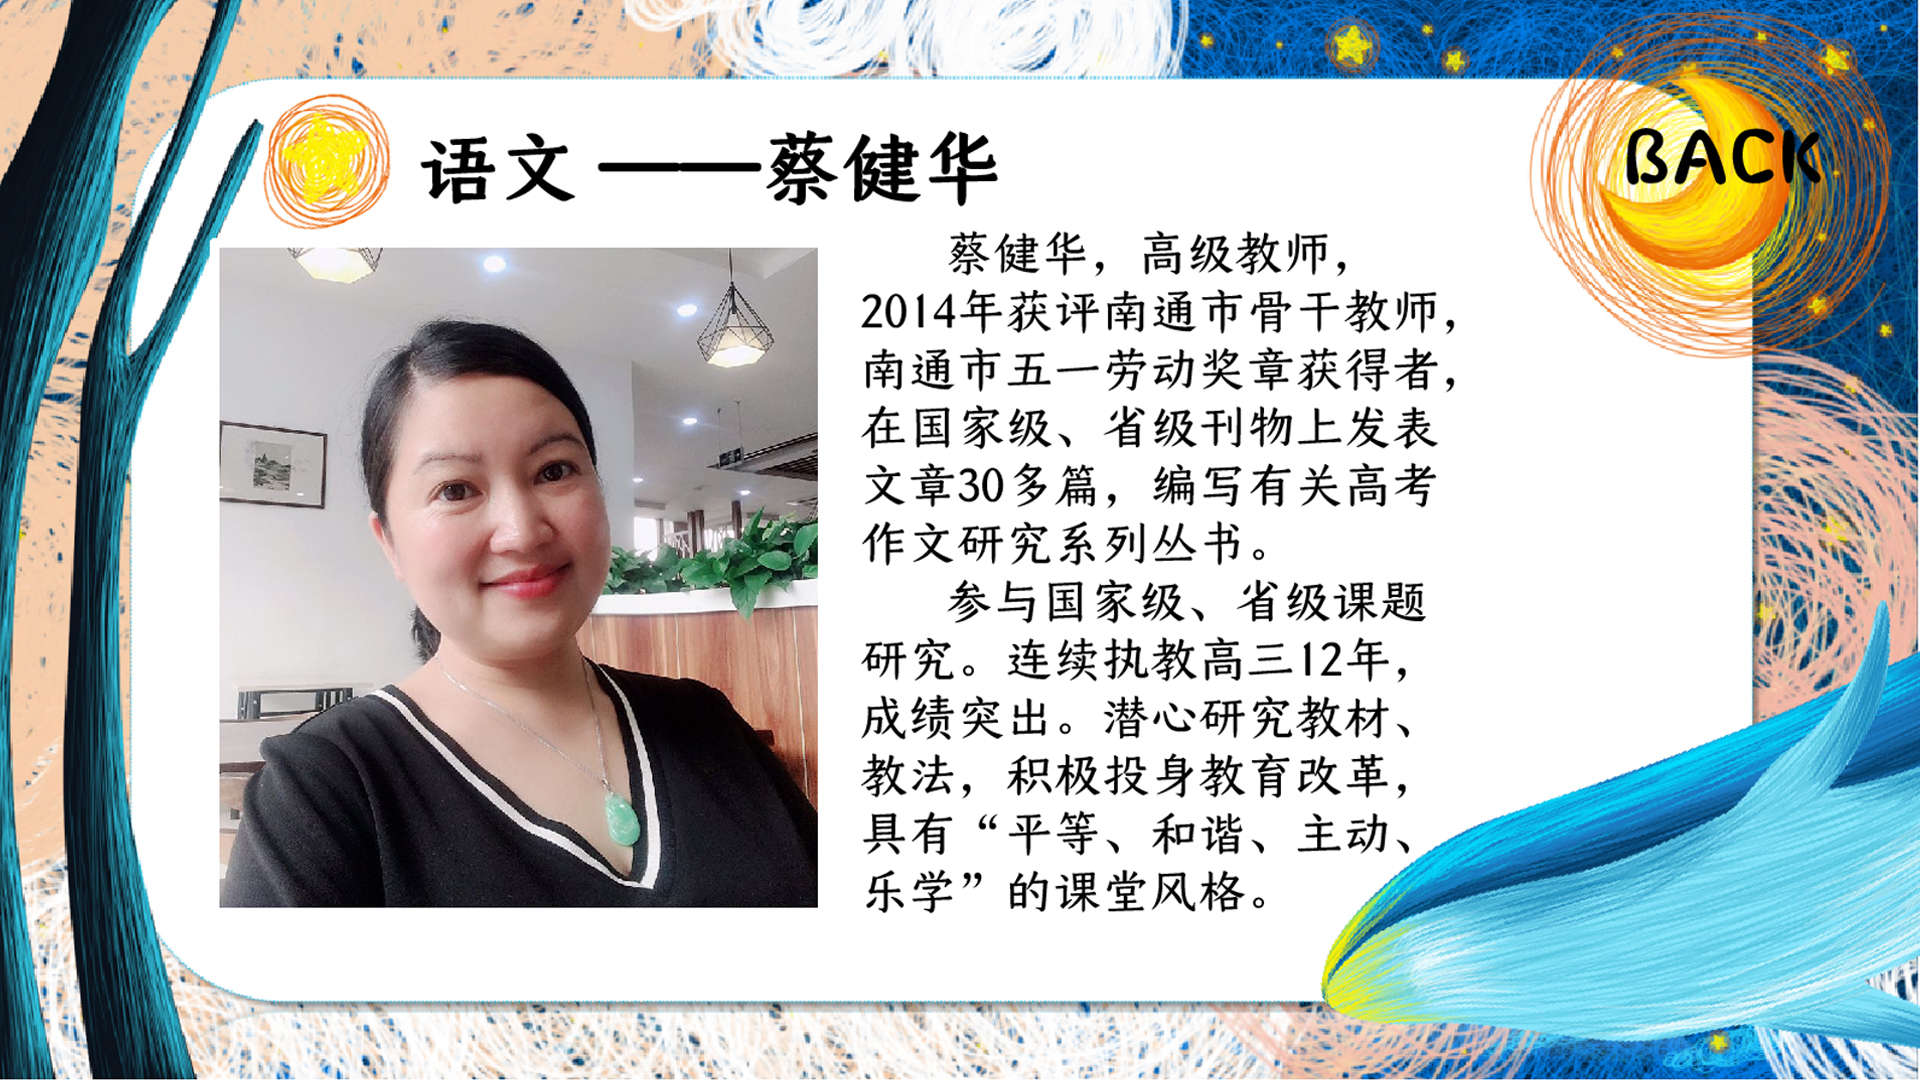 语文 ——蔡健华
BACK
蔡健华，高级教师，
2014年获评南通市骨干教师，
南通市五一劳动奖章获得者，
在国家级、省级刊物上发表
文章30多篇，编写有关高考
作文研究系列丛书。
参与国家级、省级课题
研究。连续执教高三12年，
成绩突出。潜心研究教材、
教法，积极投身教育改革，
具有“平等、和谐、主动、
乐学”的课堂风格。